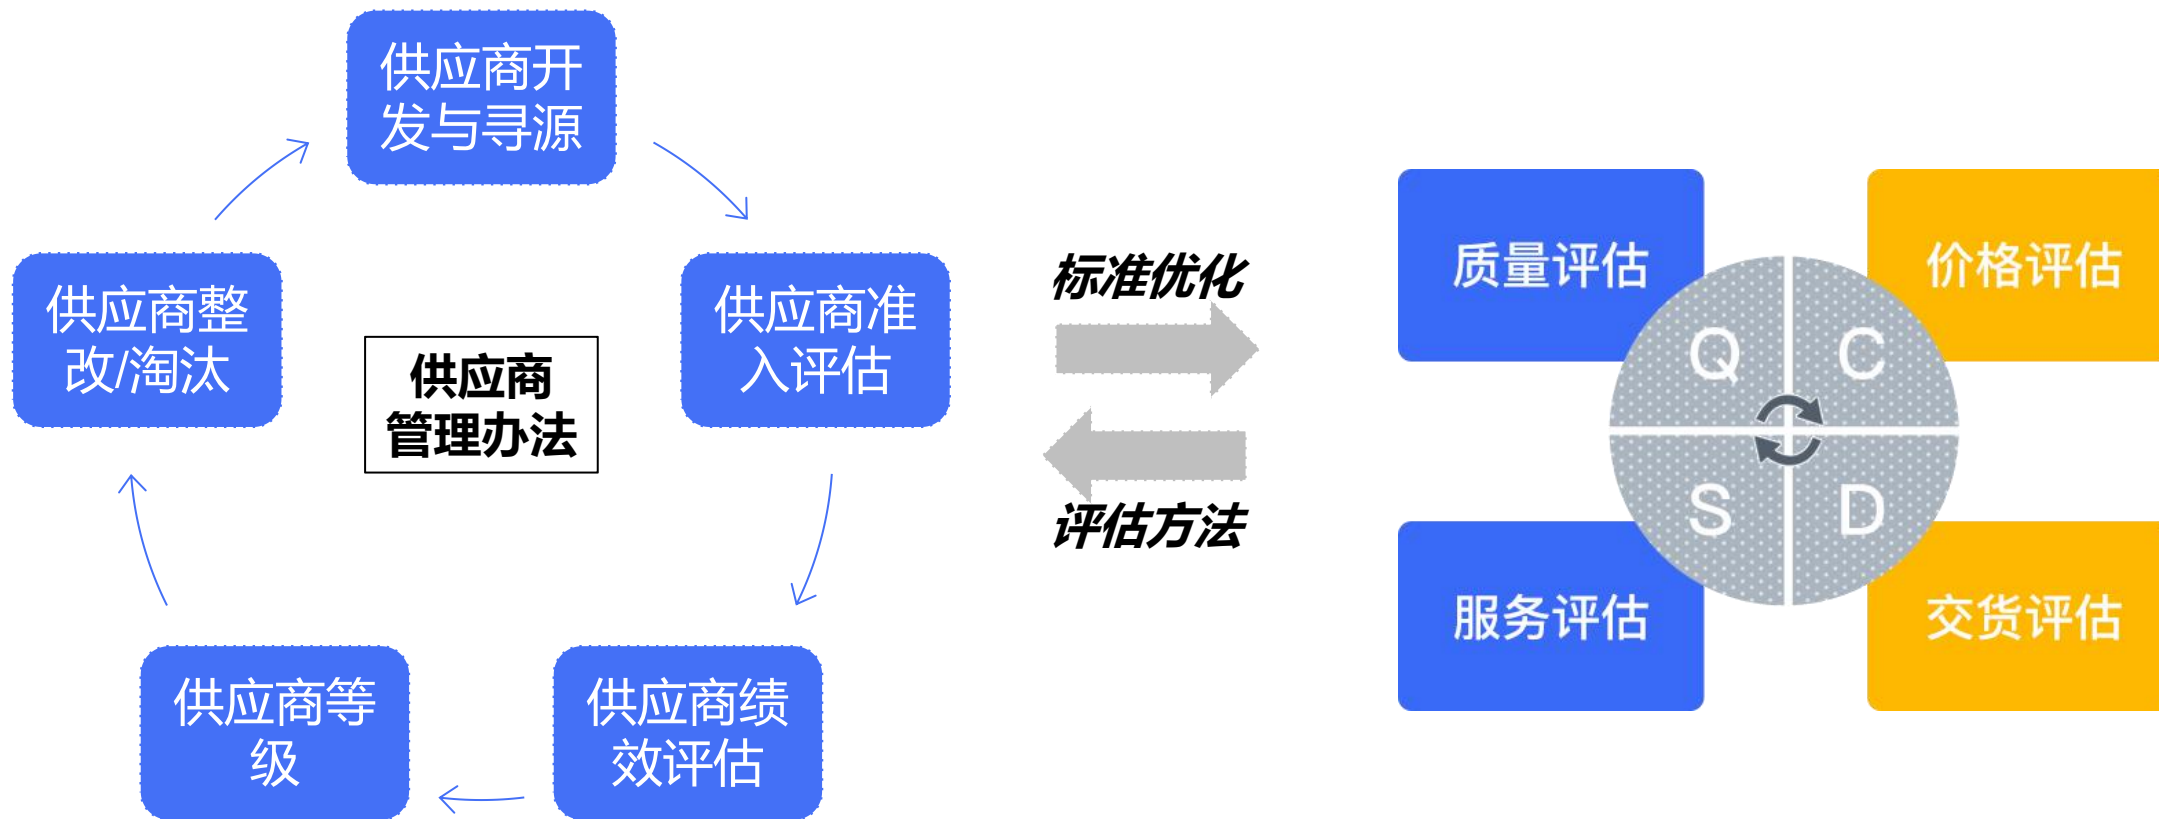 供应商开
发与寻源
供应商整
改/淘汰
供应商准
入评估
供应商
管理办法
供应商等
级
供应商绩
效评估
标准优化
评估方法
质量评估
价格评估
Q
C
S
D
服务评估
交货评估